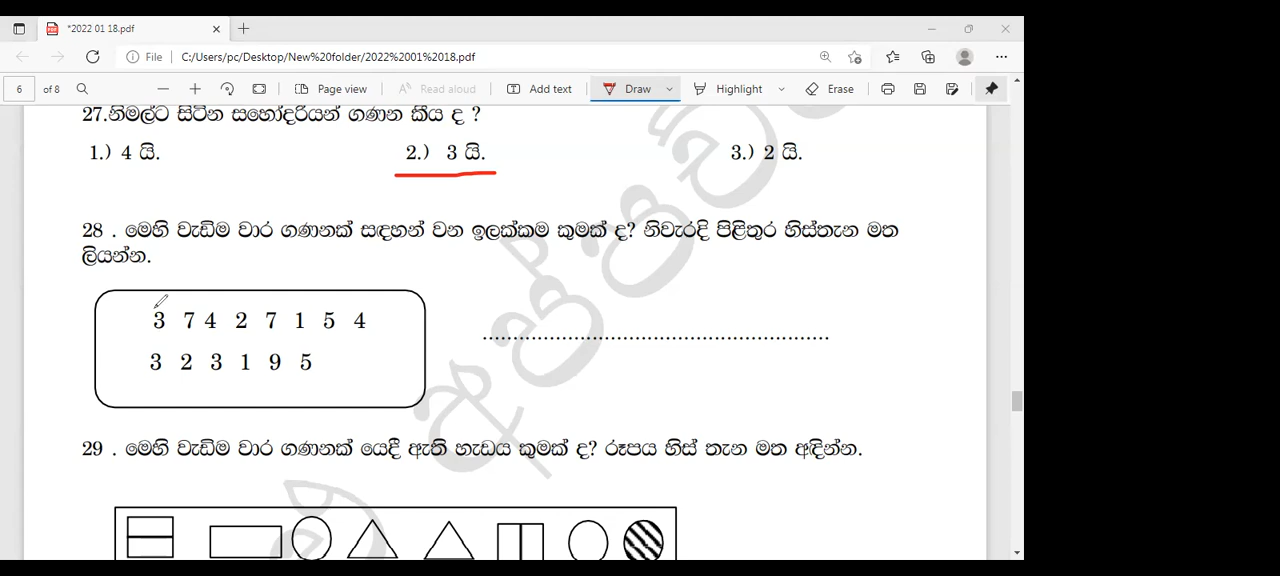 *2022 01 18.pdf
File C:/Users/pc/Desktop/New%20folder/2022%2001%2018.pdf
6 of 8 Page view Read aloud Add text Draw Highlight Erase
27.නිමල්ට සිටින සහෝදරියන් ගණන කීය ද ?
1.) 4 යි. 2.) 3 යි. 3.) 2 යි.
28 . මෙහි වැඩිම වාර ගණනක් සඳහන් වන ඉලක්කම කුමක් ද? නිවැරදි පිළිතුර හිස්තැන මත
ලියන්න.
3 7 4 2 7 1 5 4
3 2 3 1 9 5
29 . මෙහි වැඩිම වාර ගණනක් යෙදී ඇති හැඩය කුමක් ද? රූපය හිස් තැන මත අඳින්න.